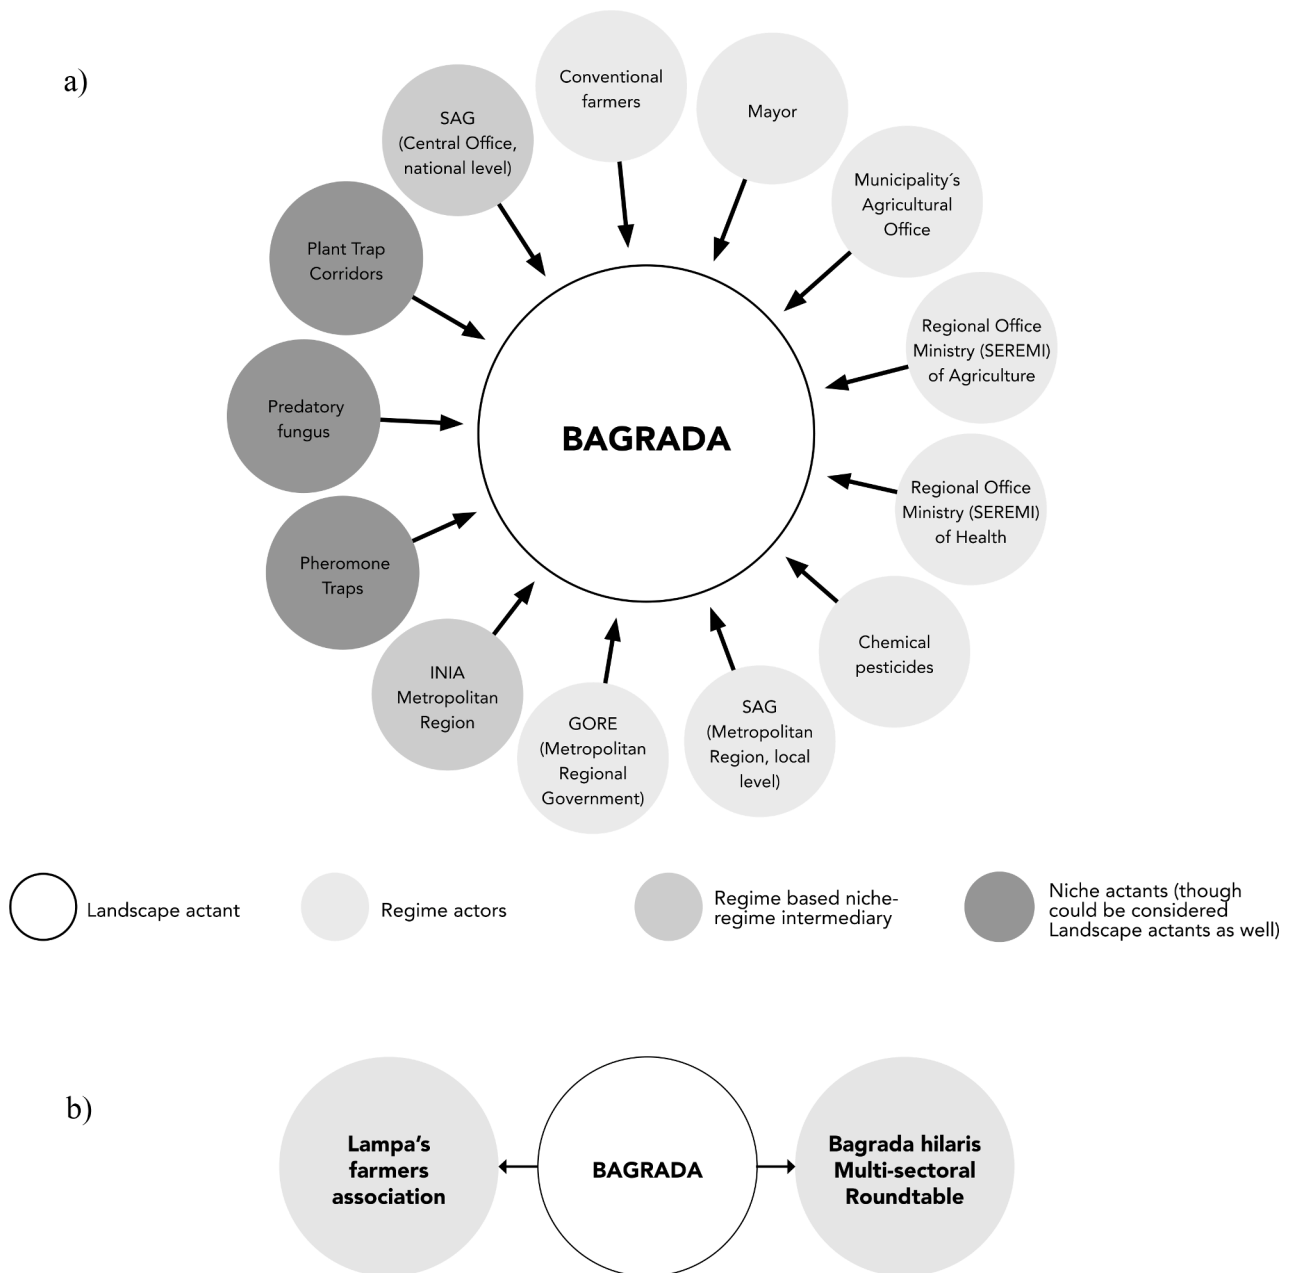 a)
Conventional
farmers
Mayor
Municipality´s
Agricultural
Office
Regional Office
Ministry (SEREMI)
of Agriculture
Regional Office
Ministry (SEREMI)
of Health
Chemical
pesticides
SAG
(Metropolitan
Region, local
level)
GORE
(Metropolitan
Regional
Government)
INIA
Metropolitan
Region
Pheromone
Traps
Predatory
fungus
Plant Trap
Corridors
SAG
(Central Office,
national level)
BAGRADA
Landscape actant
Regime actors
Regime based niche-
regime intermediary
Niche actants (though
could be considered
Landscape actants as well)
b)
Lampa‘s
farmers
association
BAGRADA
Bagrada hilaris
Multi-sectoral
Roundtable